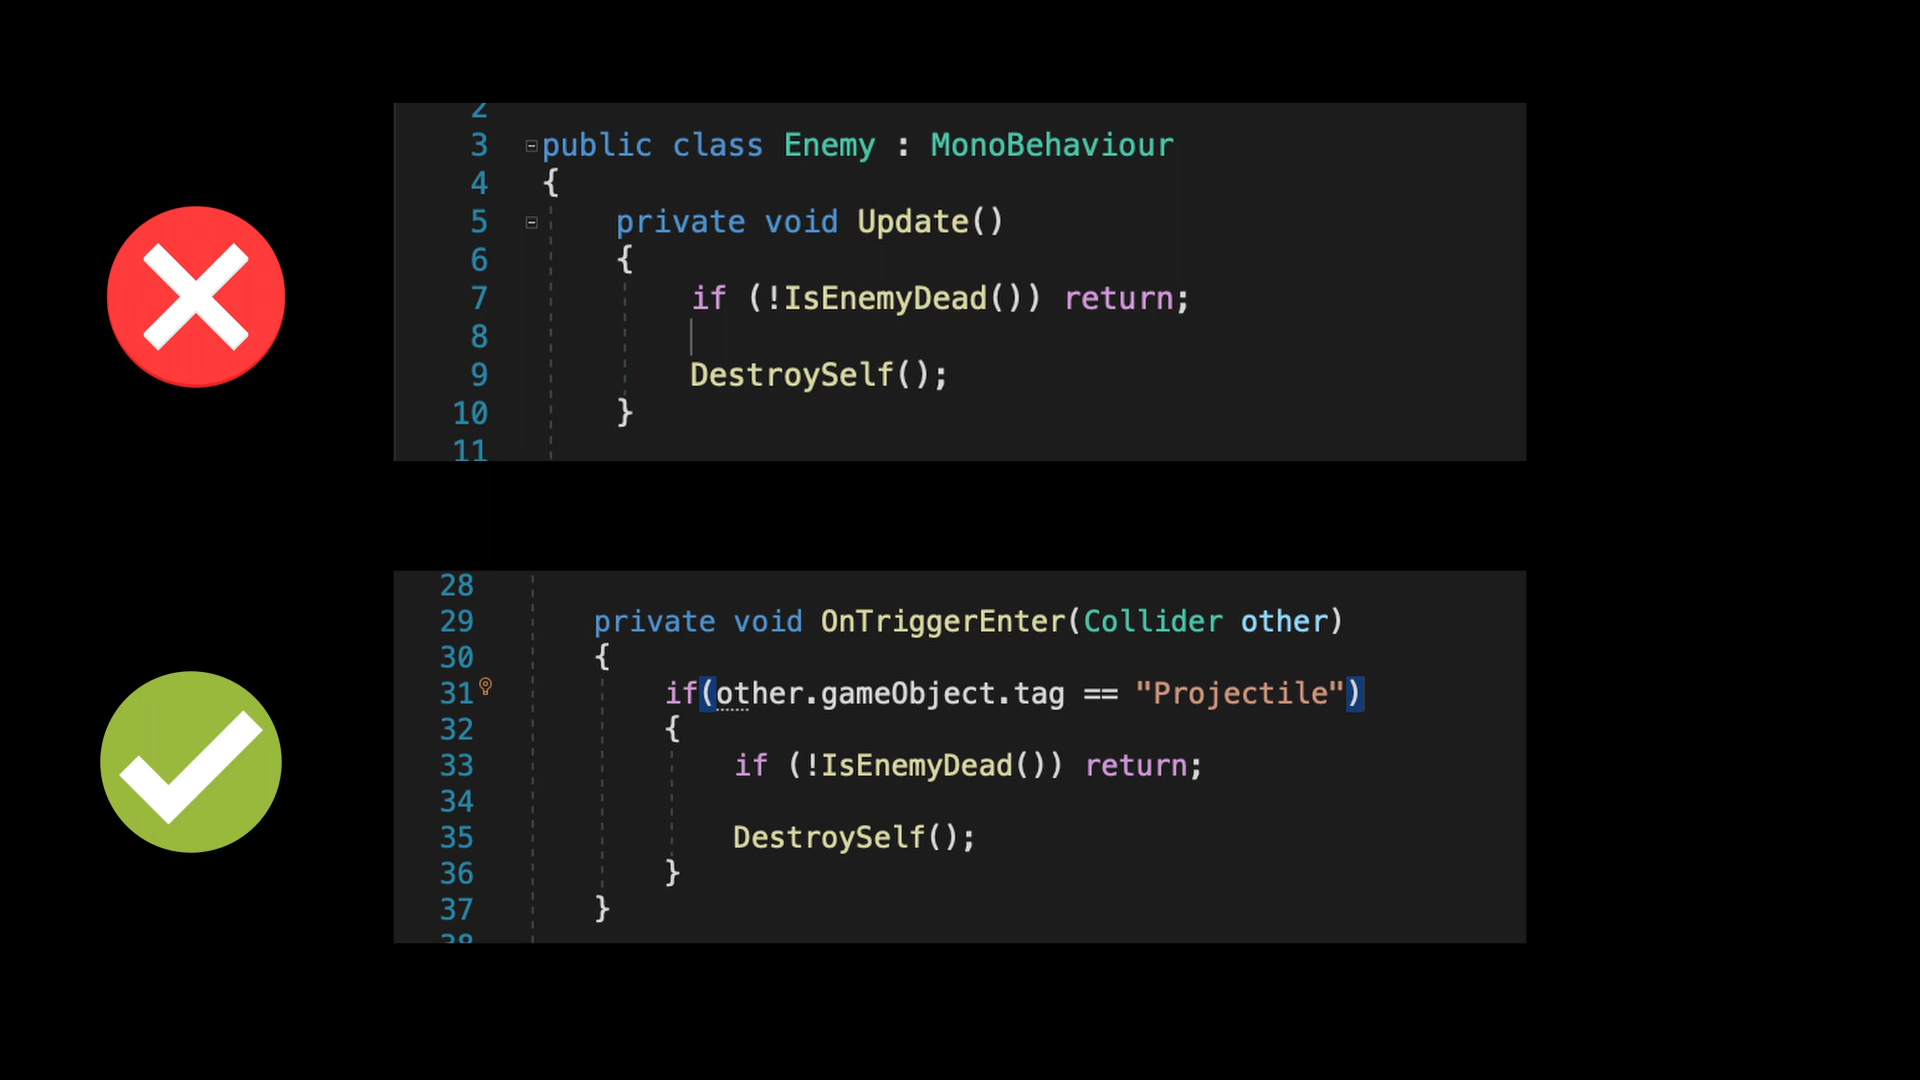 2
3 public class Enemy : MonoBehaviour
4 {
5 private void Update()
6 {
7 if (!IsEnemyDead()) return;
8
9 DestroySelf();
10 }
11
28
29 private void OnTriggerEnter(Collider other)
30 {
31 if(other.gameObject.tag == "Projectile")
32 {
33 if (!IsEnemyDead()) return;
34
35 DestroySelf();
36 }
37 }
38